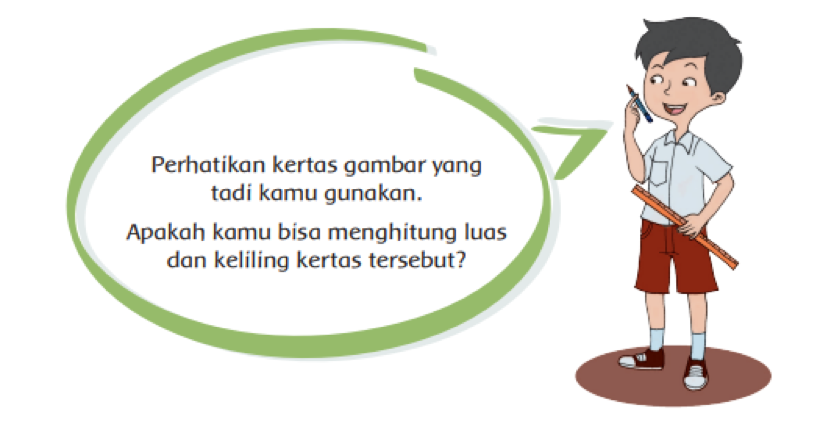 Perhatikan kertas gambar yang
tadi kamu gunakan.
Apakah kamu bisa menghitung luas
dan keliling kertas tersebut?